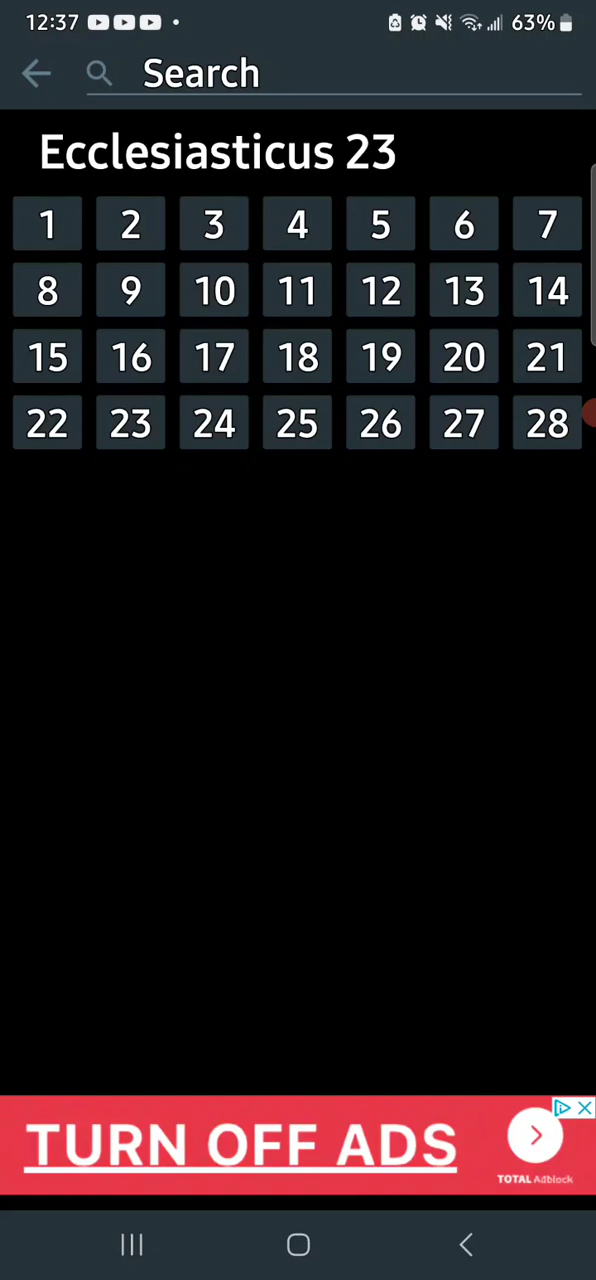 12:37 63%
Search
Ecclesiasticus 23
1 2 3 4 5 6 7
8 9 10 11 12 13 14
15 16 17 18 19 20 21
22 23 24 25 26 27 28
TURN OFF ADS
TOTAL Adblock